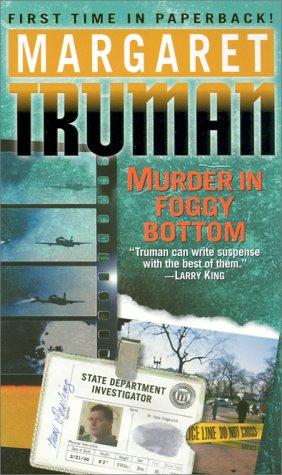 FIRST TIME IN PAPERBACK!
MARGARET
TRUMAN
MURDER IN
FOGGY
BOTTOM
“Truman can write suspense
with the best of them.”
—LARRY KING
STATE DEPARTMENT
INVESTIGATOR
ICE LINE DO NOT CROSS